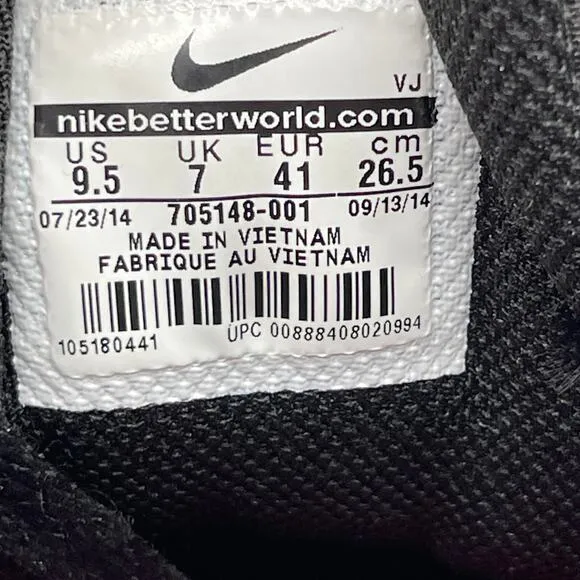 VJ
nikebetterworld.com
US UK EUR cm
9.5 7 41 26.5
07/23/14 705148-001 09/13/14
MADE IN VIETNAM
FABRIQUE AU VIETNAM
105180441 UPC 00888408020994